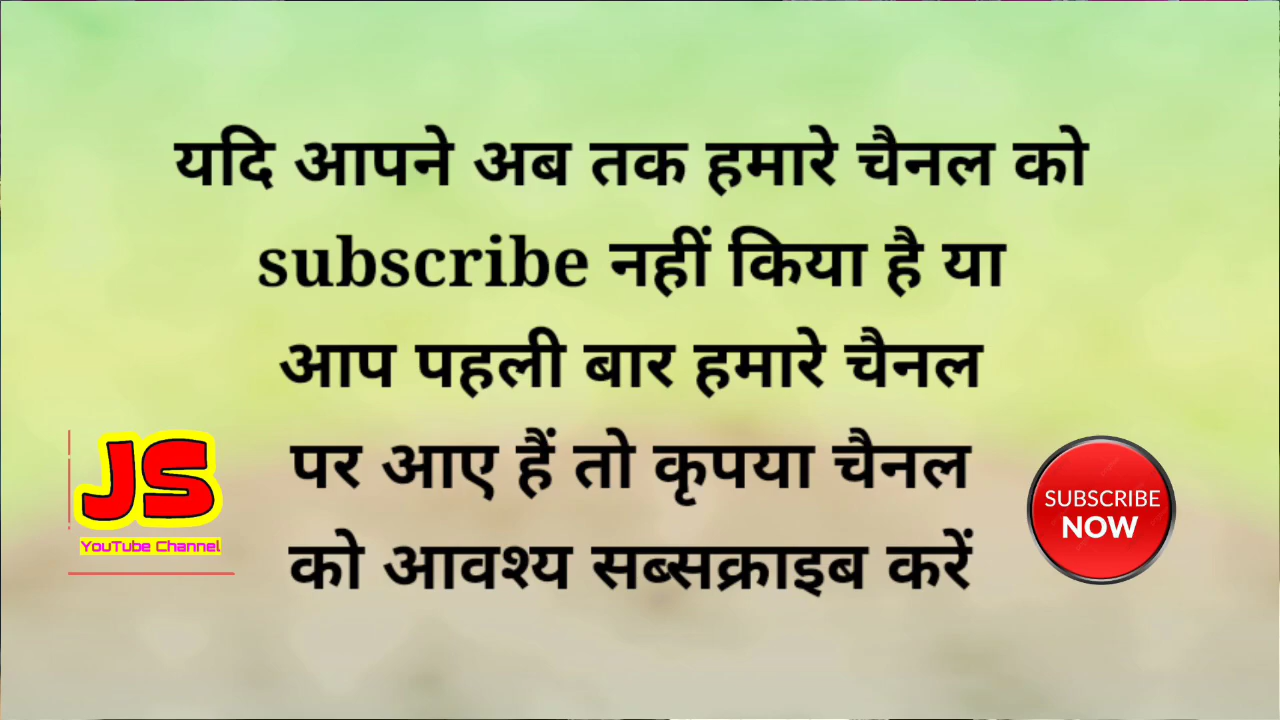 यदि आपने अब तक हमारे चैनल को
subscribe नहीं किया है या
आप पहली बार हमारे चैनल
पर आए हैं तो कृपया चैनल
को आवश्य सब्सक्राइब करें
JS
YouTube Channel
SUBSCRIBE
NOW